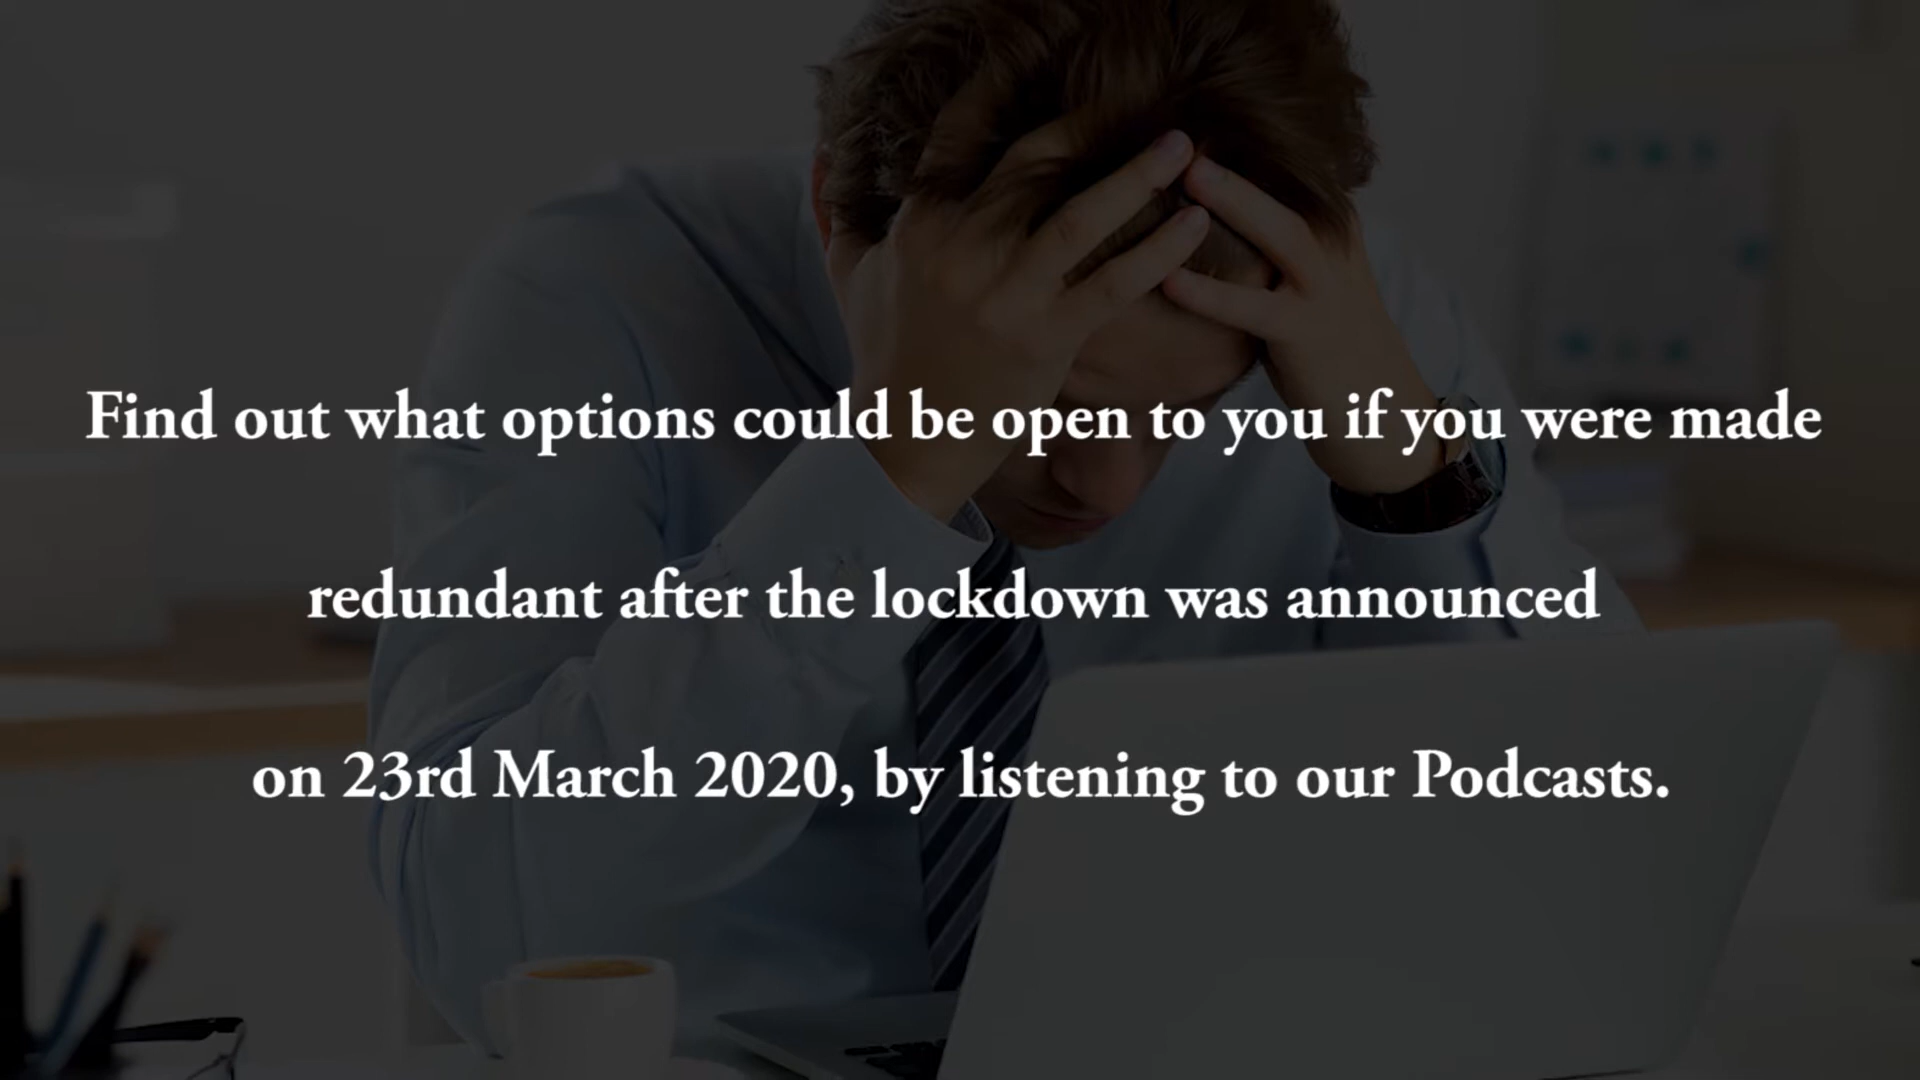 Find out what options could be open to you if you were made
redundant after the lockdown was announced
on 23rd March 2020, by listening to our Podcasts.